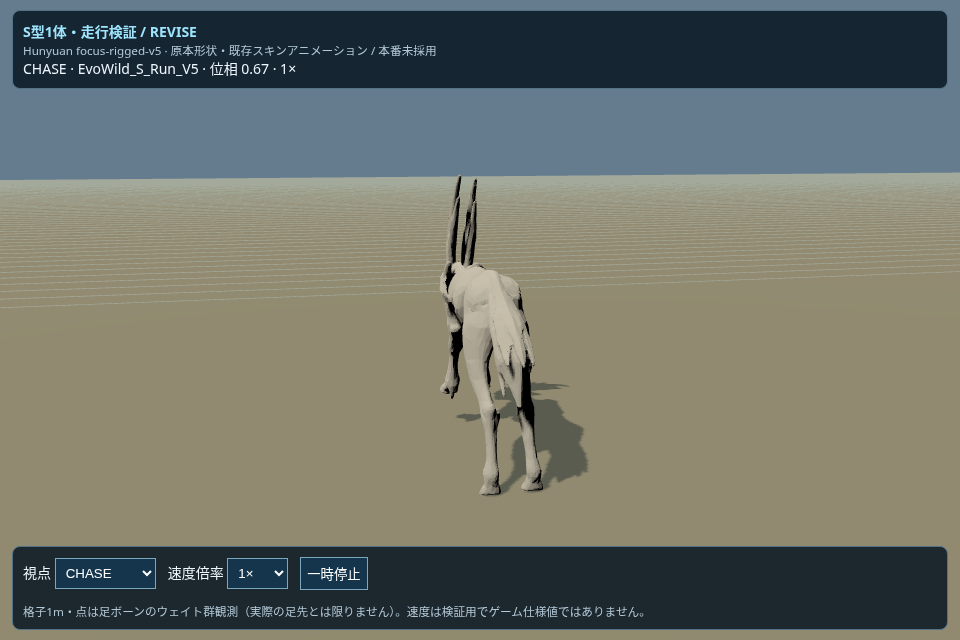 S型1体・走行検証 / REVISE
Hunyuan focus-rigged-v5 · 原本形状・既存スキンアニメーション / 本番未採用
CHASE · EvoWild_S_Run_V5 · 位相 0.67 · 1×
視点 CHASE 速度倍率 1× 一時停止
格子1m・点は足ボーンのウェイト群観測（実際の足先とは限りません）。速度は検証用でゲーム仕様値ではありません。